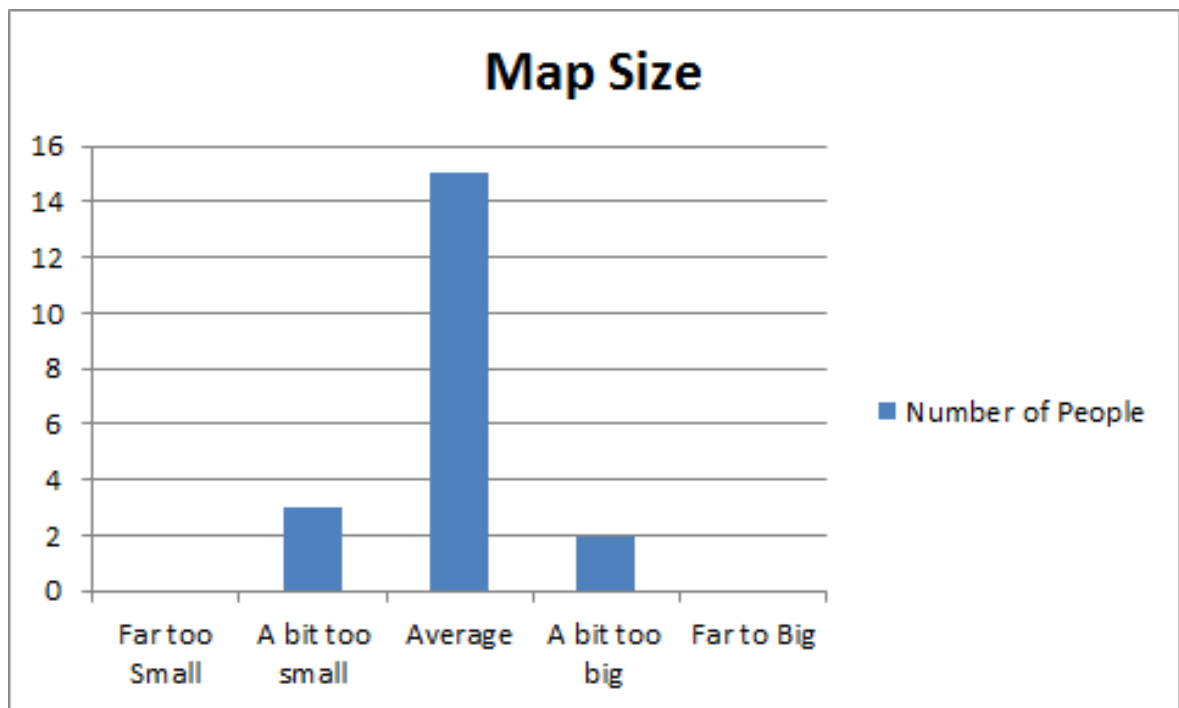 Map Size
16
14
12
10
8
6
4
2
0
Far too
Small
A bit too
small
Average
A bit too
big
Far to Big
Number of People